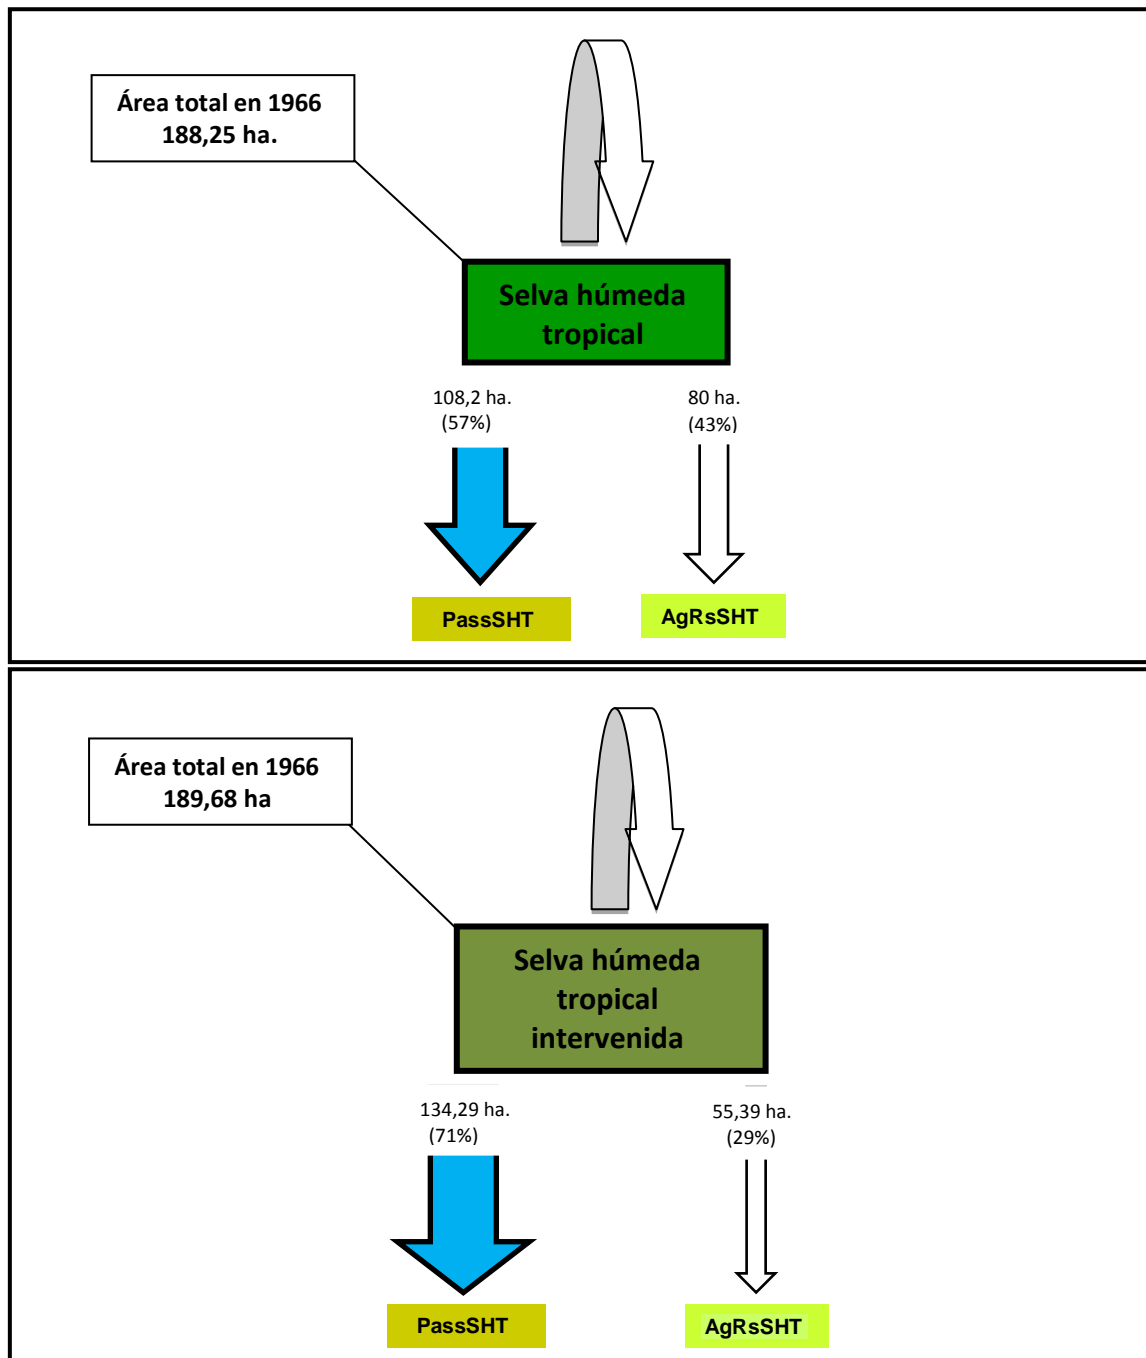 Área total en 1966
188,25 ha.
Selva húmeda
tropical
108,2 ha.
(57%)
80 ha.
(43%)
PassSHT
AgRsSHT
Área total en 1966
189,68 ha
Selva húmeda
tropical
intervenida
134,29 ha.
(71%)
55,39 ha.
(29%)
PassSHT
AgRsSHT